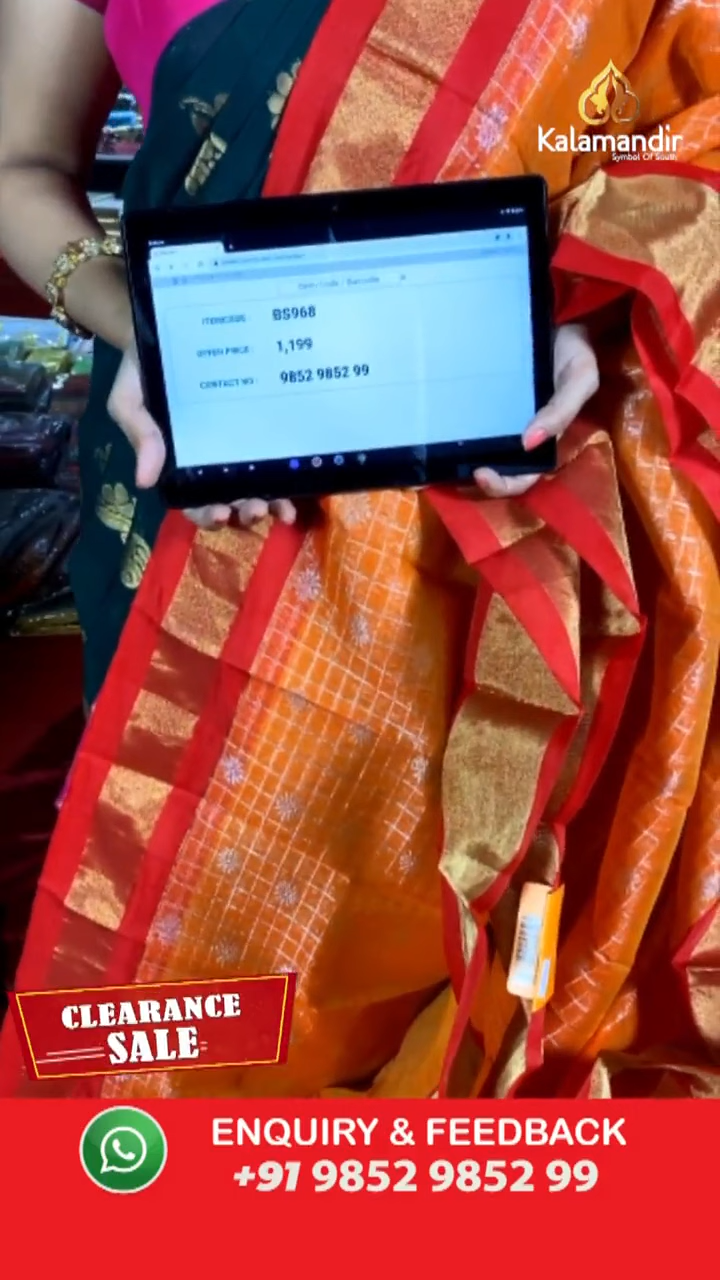 Kalamandir
Symbol Of South
ITEMCODE : BS968
OFFER PRICE : 1,199
CONTACT NO : 9852 9852 99
CLEARANCE
SALE
ENQUIRY & FEEDBACK
+91 9852 9852 99